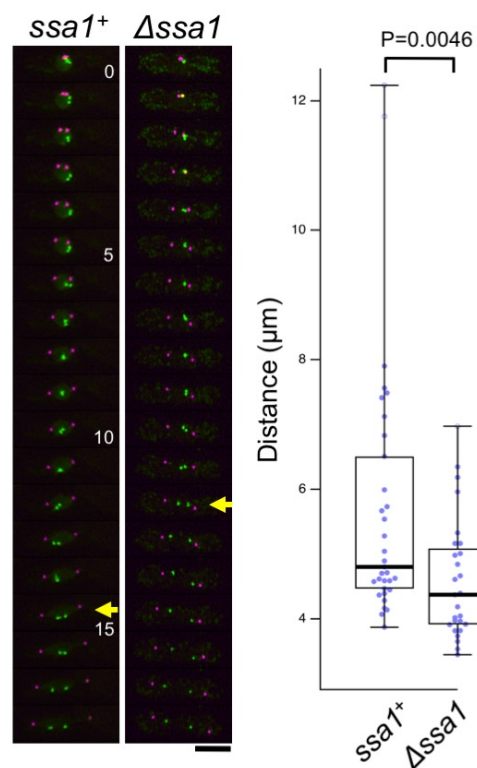 ssa1⁺
Δssa1
0
5
10
15
P=0.0046
Distance (μm)
12
10
8
6
4
ssa1⁺
Δssa1